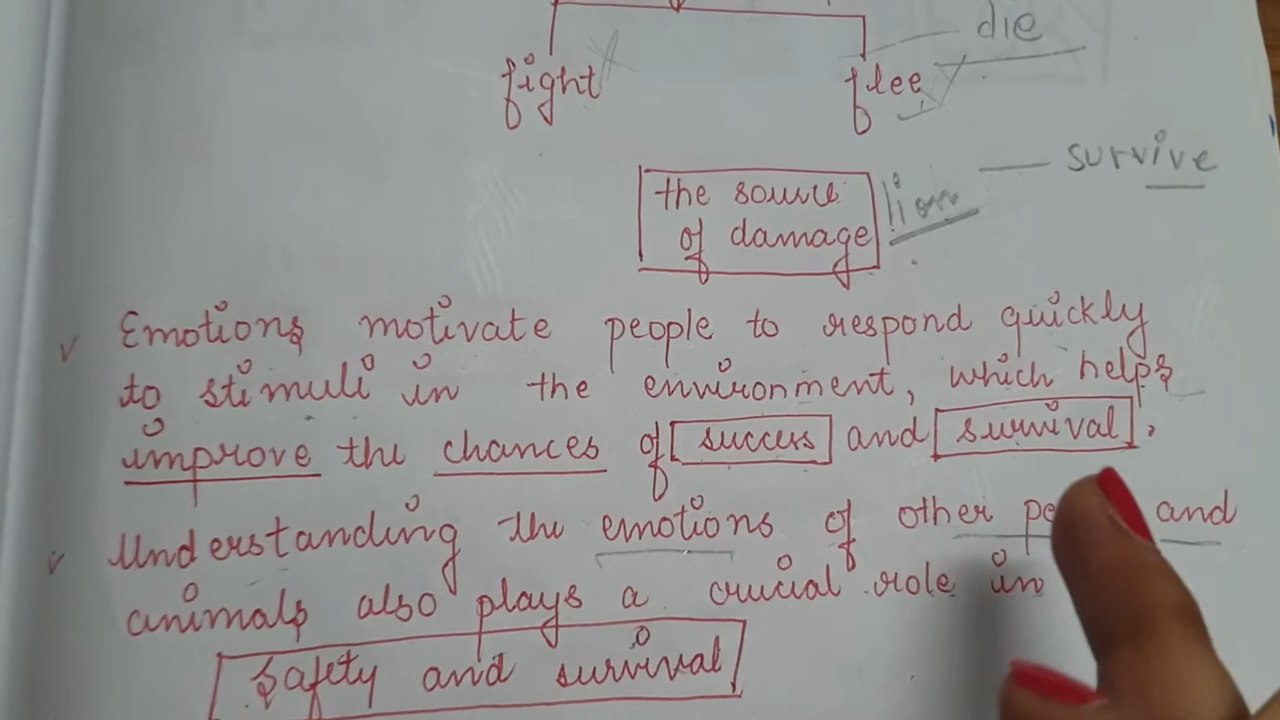 die
fight flee
survive
the source
of damage lion
Emotions motivate people to respond quickly
to stimuli in the environment, which helps
improve the chances of success and survival.
Understanding the emotions of other and
animals also plays a crucial role in
Safety and survival